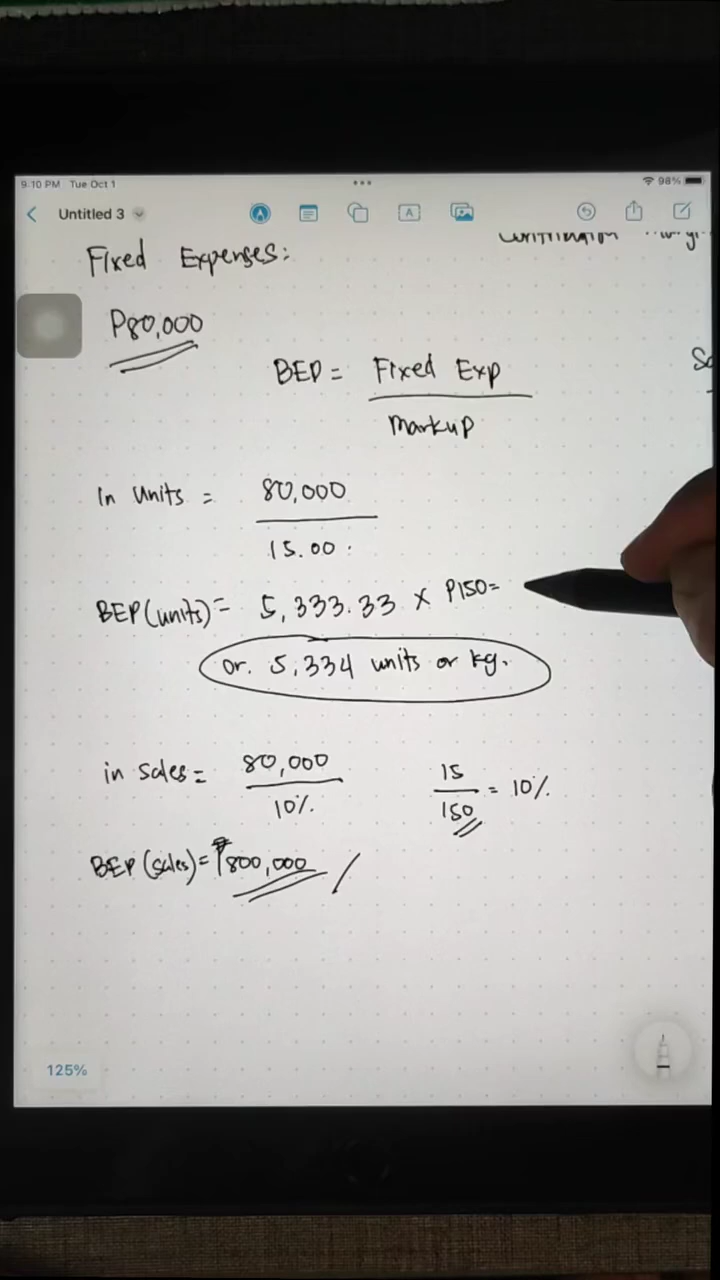 9:10 PM Tue Oct 1
98%
Untitled 3
A
Contribution
Fixed Expenses:
P80,000
BEP = Fixed Exp
Markup
In Units = 80,000
15.00
BEP(units) = 5,333.33 x P150=
or. 5,334 units or kg.
in sales = 80,000
10%
15
150
= 10%
BEP (sales) = ₱800,000
125%